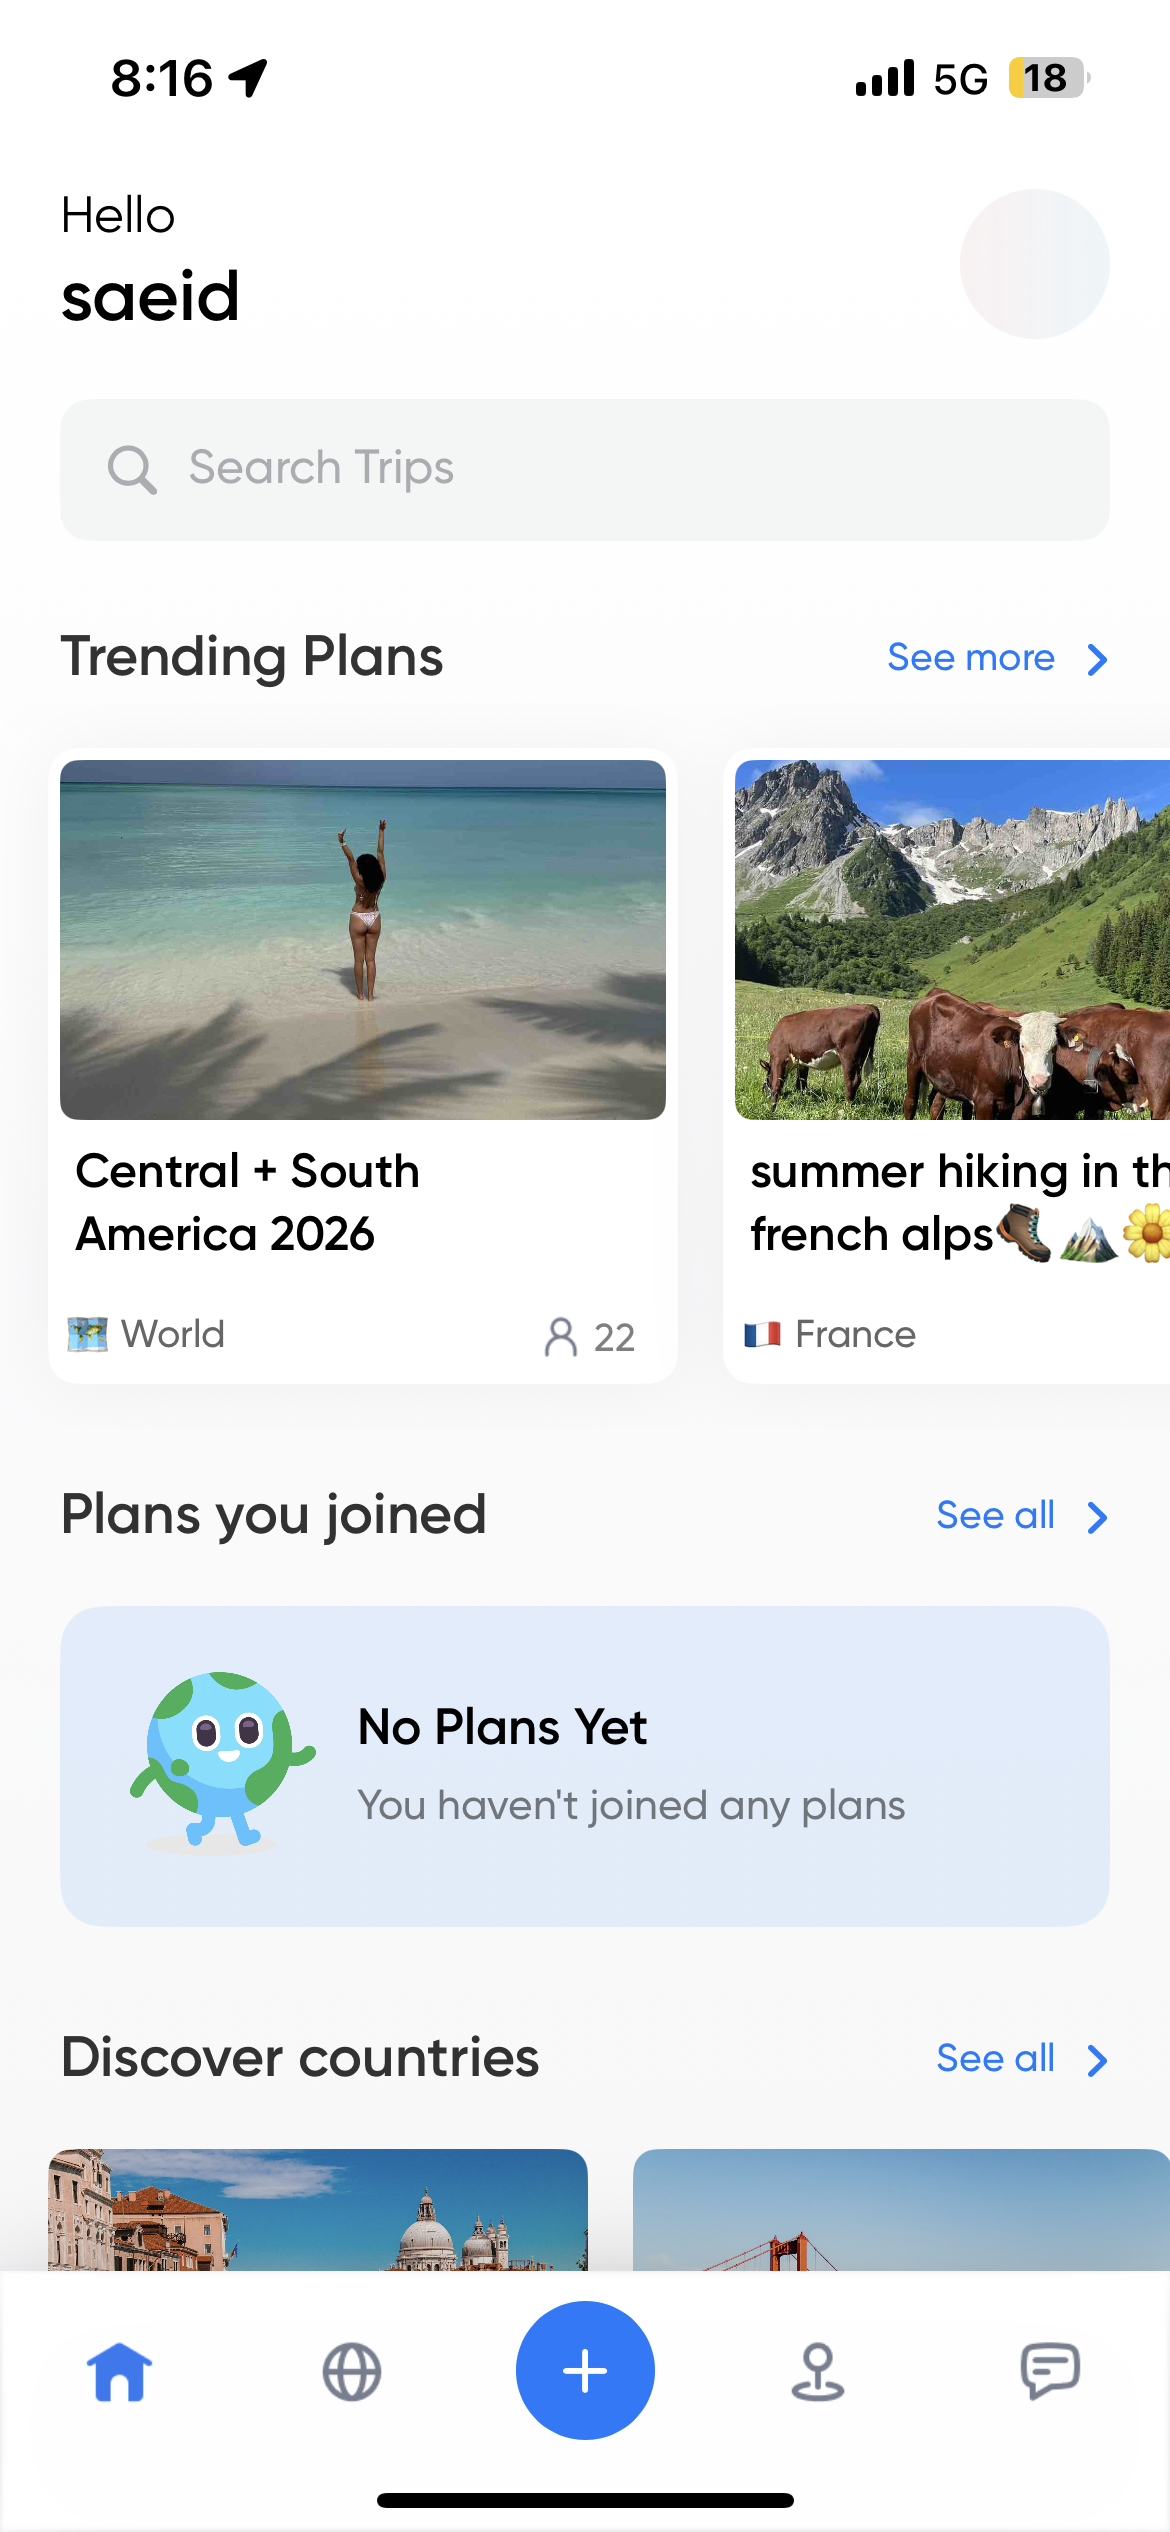 8:16
5G
18
Hello
saeid
Search Trips
Trending Plans
See more
Central + South
America 2026
World
22
summer hiking in th
french alps🥾⛰️🌼
France
Plans you joined
See all
No Plans Yet
You haven't joined any plans
Discover countries
See all